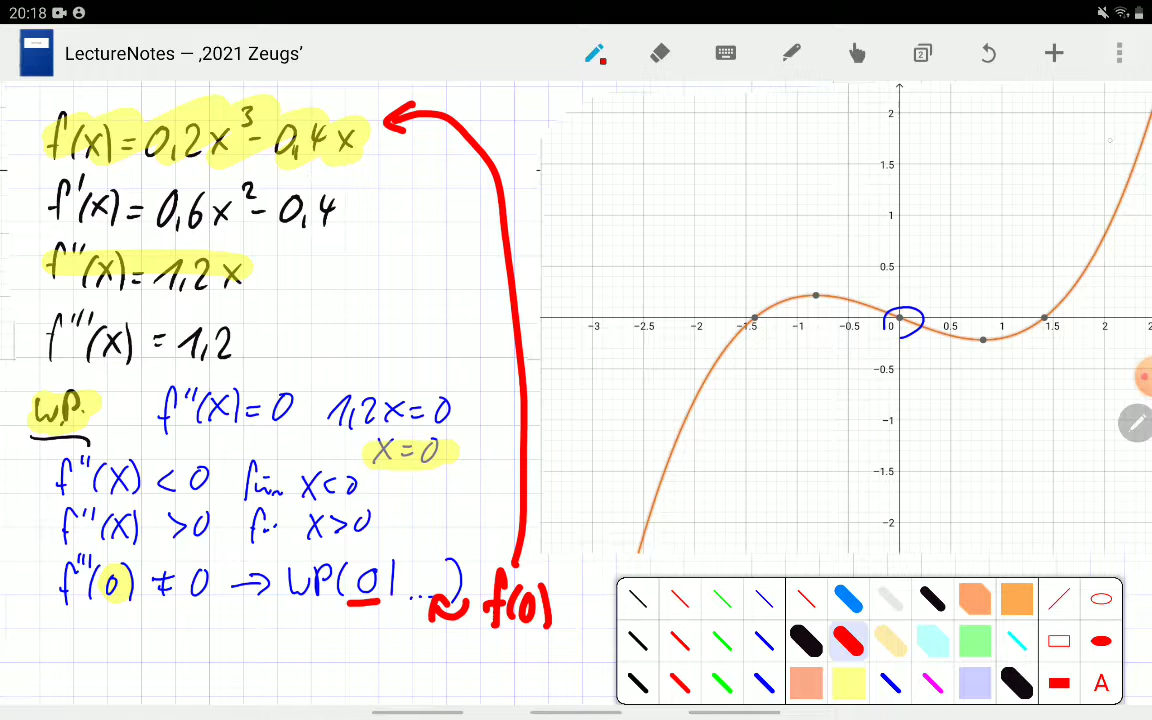 20:18
LectureNotes — ‚2021 Zeugs‘
f(x) = 0,2x³ - 0,4x
f'(x) = 0,6x² - 0,4
f''(x) = 1,2x
f'''(x) = 1,2
W.P. f''(x) = 0 1,2x = 0
x = 0
f''(x) < 0 für x < 0
f''(x) > 0 f.. x > 0
f'''(0) ≠ 0 → WP(0|...) f(0)
2
1.5
1
0.5
-3 -2 -1.5 -1 -0.5 0 0.5 1 1.5 2 2
-0.5
-1
-1.5
-2
A